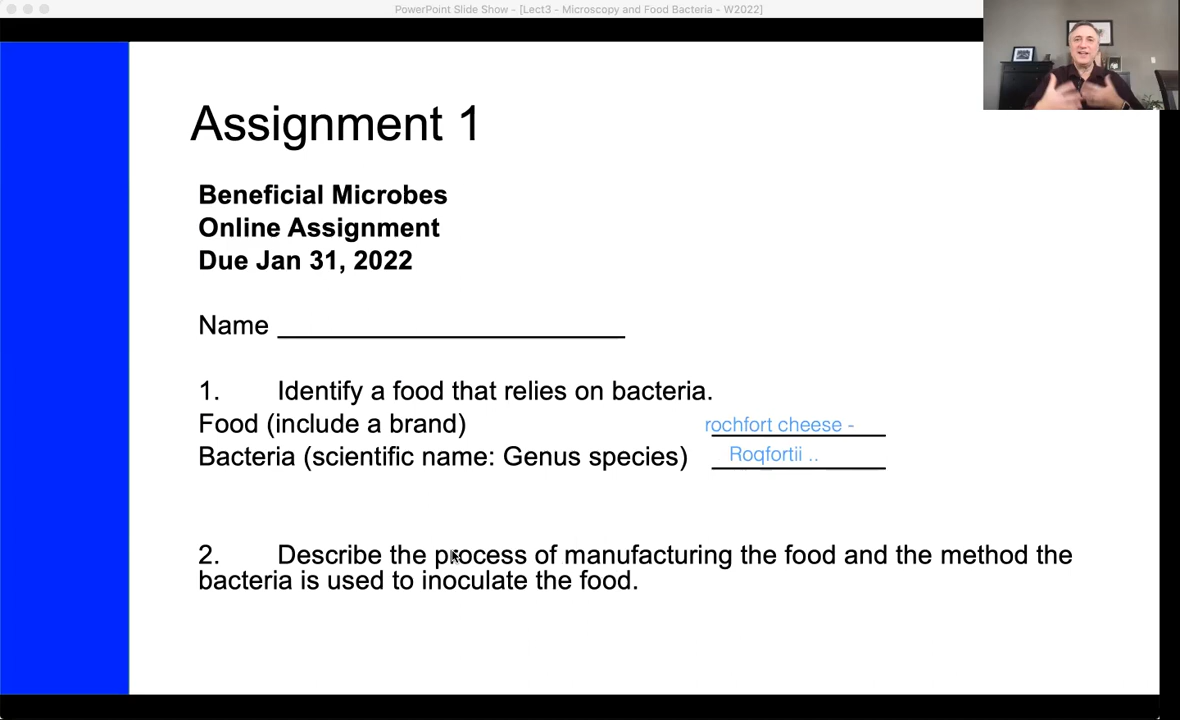 PowerPoint Slide Show - [Lect3 - Microscopy and Food Bacteria - W2022]
Assignment 1
Beneficial Microbes
Online Assignment
Due Jan 31, 2022
Name
1. Identify a food that relies on bacteria.
Food (include a brand) rochfort cheese -
Bacteria (scientific name: Genus species) Roqfortii ..
2. Describe the process of manufacturing the food and the method the
bacteria is used to inoculate the food.